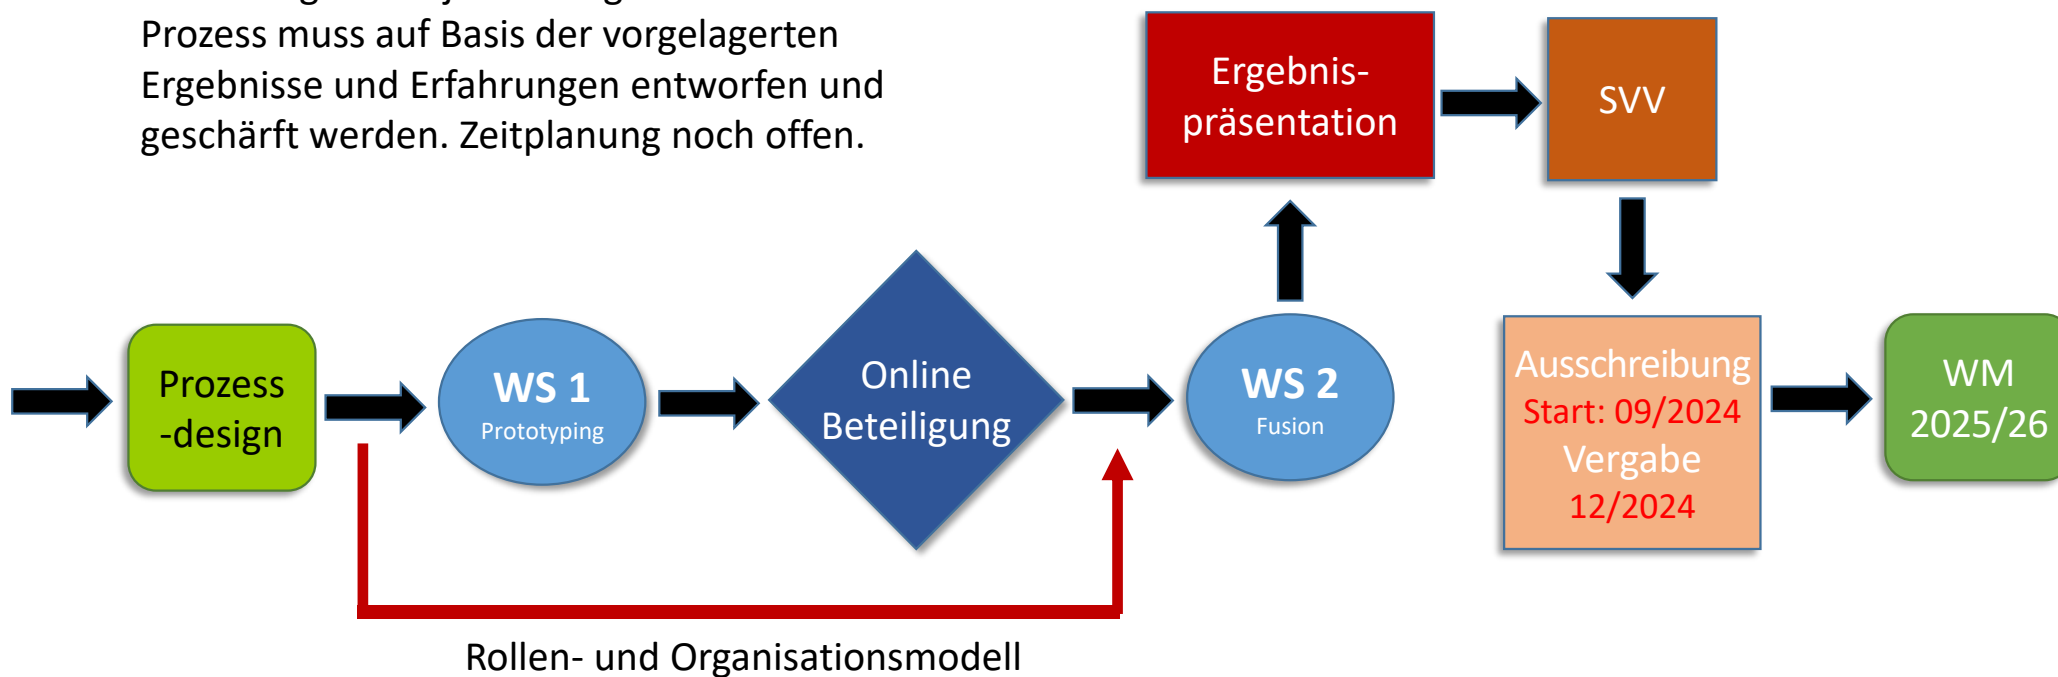 Prozess muss auf Basis der vorgelagerten
Ergebnisse und Erfahrungen entworfen und
geschärft werden. Zeitplanung noch offen.
Ergebnis-
präsentation
SVV
Prozess
-design
WS 1
Prototyping
Online
Beteiligung
WS 2
Fusion
Ausschreibung
Start: 09/2024
Vergabe
12/2024
WM
2025/26
Rollen- und Organisationsmodell